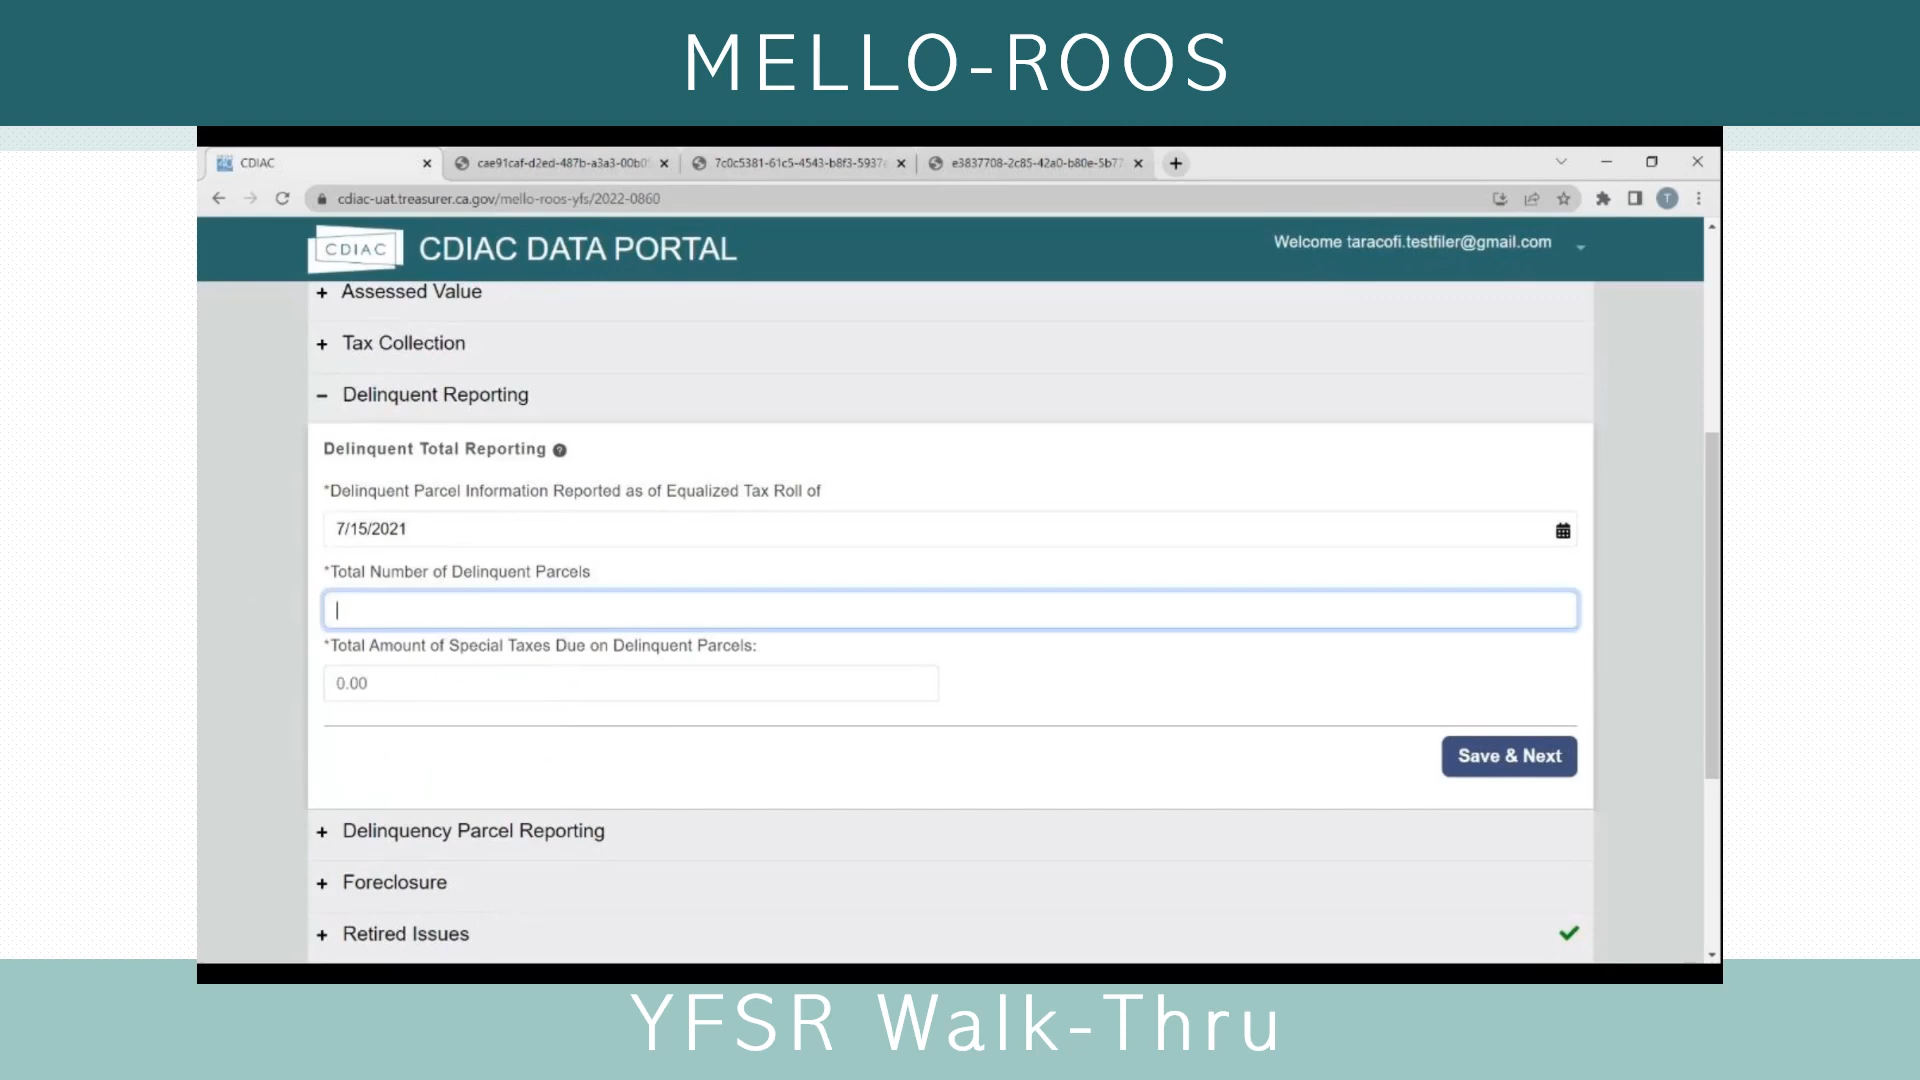 MELLO-ROOS
CDIAC
cae91caf-d2ed-487b-a3a3-00b0
7c0c5381-61c5-4543-b8f3-5937
e3837708-2c85-42a0-b80e-5b77
cdiac-uat.treasurer.ca.gov/mello-roos-yfs/2022-0860
T
CDIAC
CDIAC DATA PORTAL
Welcome taracofi.testfiler@gmail.com
+ Assessed Value
+ Tax Collection
– Delinquent Reporting
Delinquent Total Reporting ?
*Delinquent Parcel Information Reported as of Equalized Tax Roll of
7/15/2021
*Total Number of Delinquent Parcels
*Total Amount of Special Taxes Due on Delinquent Parcels:
0.00
Save & Next
+ Delinquency Parcel Reporting
+ Foreclosure
+ Retired Issues
YFSR Walk-Thru